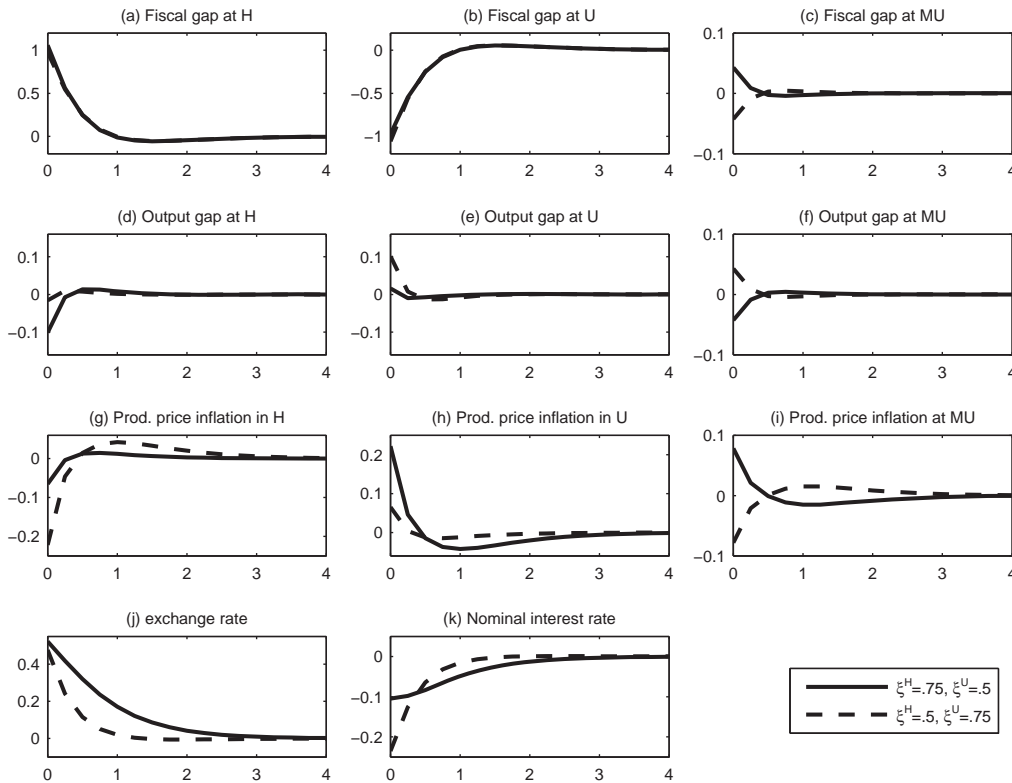 (a) Fiscal gap at H
(b) Fiscal gap at U
(c) Fiscal gap at MU
1
0.5
0
0 1 2 3 4
0
−0.5
−1
0 1 2 3 4
0.1
0
−0.1
0 1 2 3 4
(d) Output gap at H
(e) Output gap at U
(f) Output gap at MU
0.1
0
−0.1
0 1 2 3 4
0.1
0
−0.1
0 1 2 3 4
0.1
0
−0.1
0 1 2 3 4
(g) Prod. price inflation in H
(h) Prod. price inflation in U
(i) Prod. price inflation at MU
0
−0.1
−0.2
0 1 2 3 4
0.2
0.1
0
0 1 2 3 4
0.1
0
−0.1
0 1 2 3 4
(j) exchange rate
(k) Nominal interest rate
0.4
0.2
0
0 1 2 3 4
0
−0.1
−0.2
0 1 2 3 4
ξᴴ=.75, ξᵁ=.5
ξᴴ=.5, ξᵁ=.75